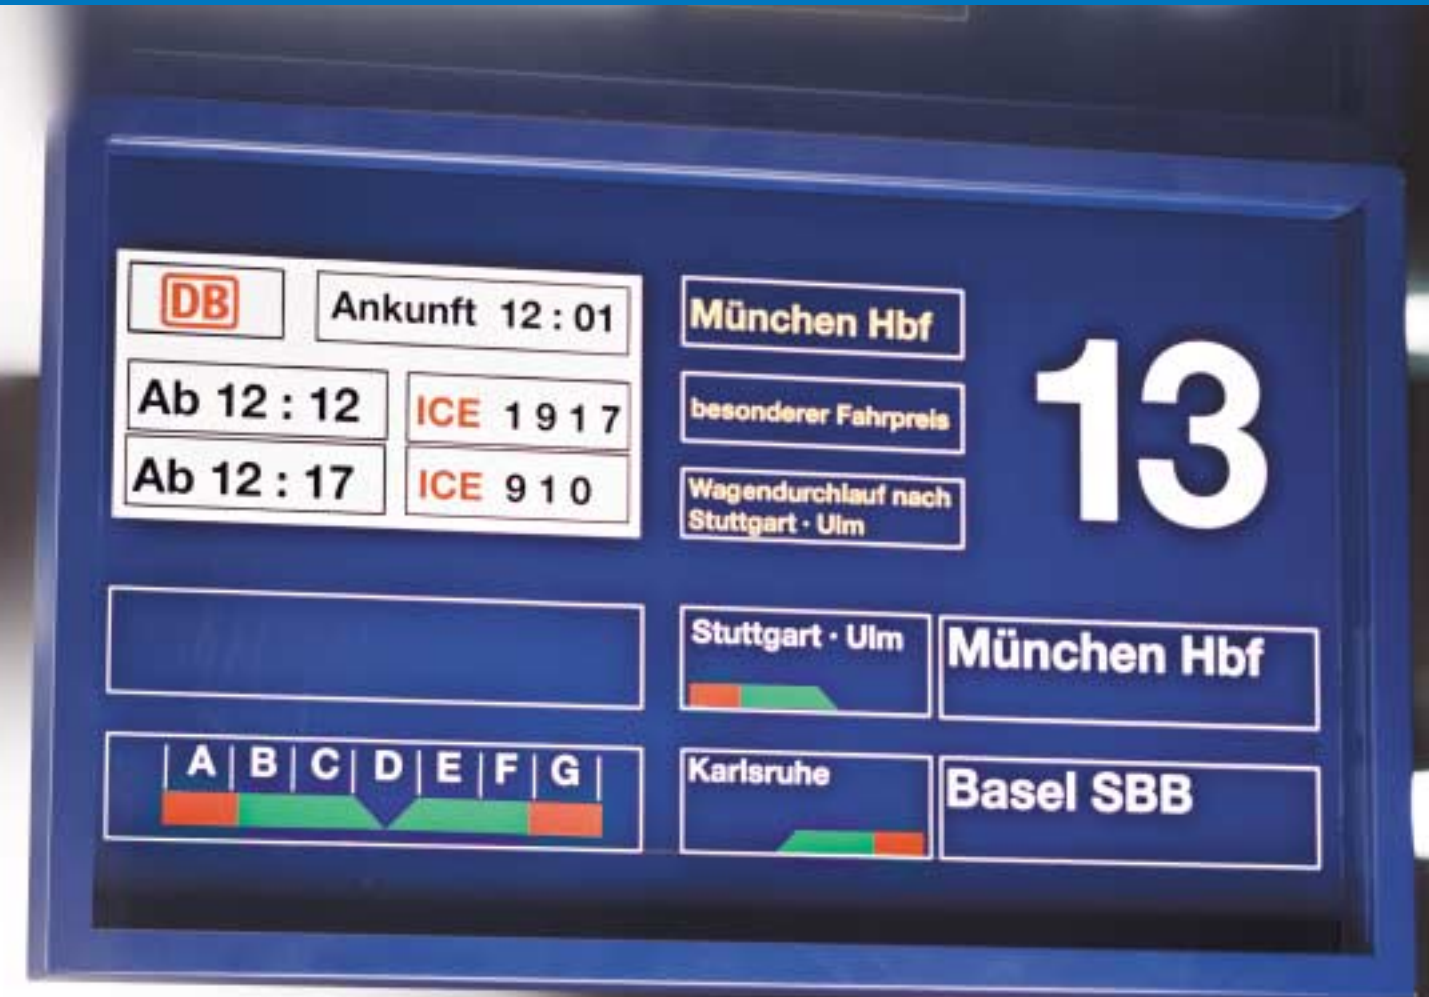 DB
Ankunft 12:01
Ab 12:12 ICE 1917
Ab 12:17 ICE 910
München Hbf
besonderer Fahrpreis
Wagendurchlauf nach
Stuttgart · Ulm
13
Stuttgart · Ulm
München Hbf
A B C D E F G
Karlsruhe
Basel SBB